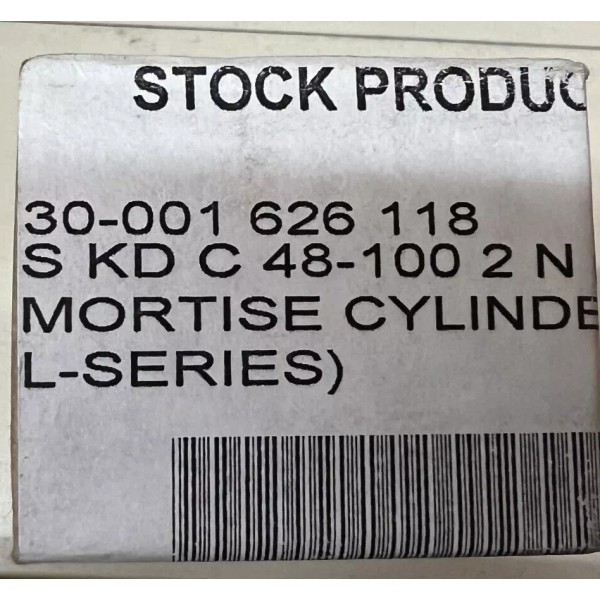 STOCK PRODUC
30-001 626 118
S KD C 48-100 2 N
MORTISE CYLINDE
L-SERIES)